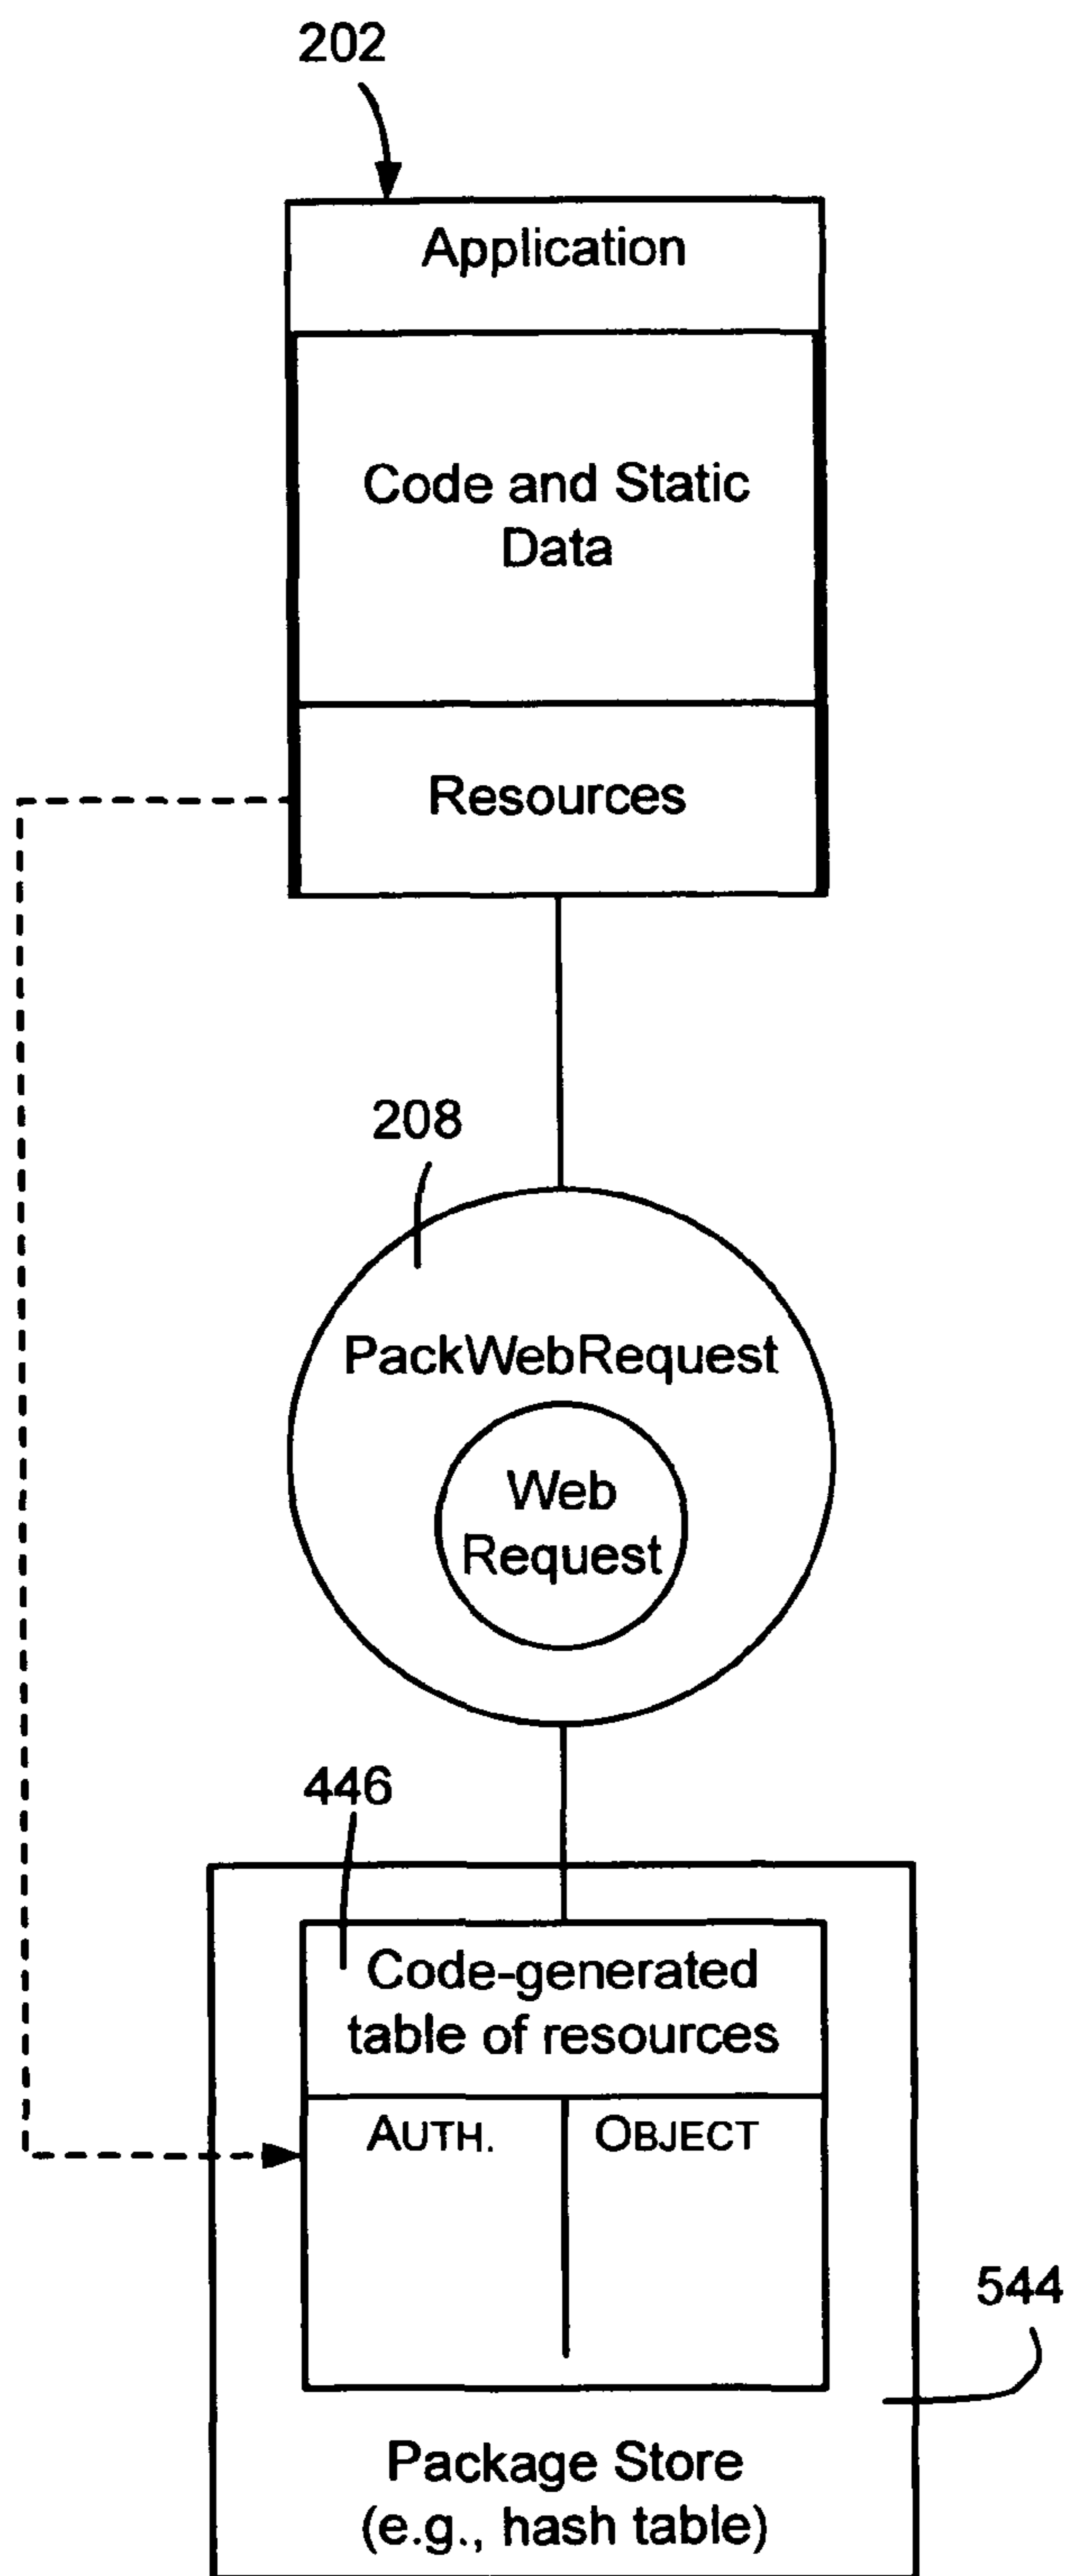 202
Application
Code and Static
Data
Resources
208
PackWebRequest
Web
Request
446
Code-generated
table of resources
AUTH.
OBJECT
544
Package Store
(e.g., hash table)